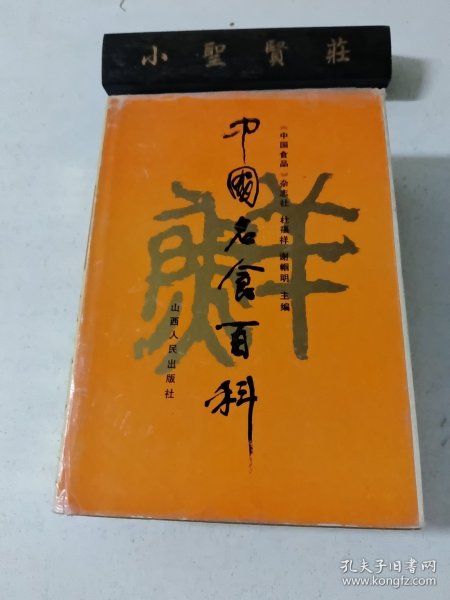 小聖賢莊
《中国食品》杂志社 杜福祥 谢帼明 主编
中國名食百科
山西人民出版社
孔夫子旧书网
www.kongfz.com